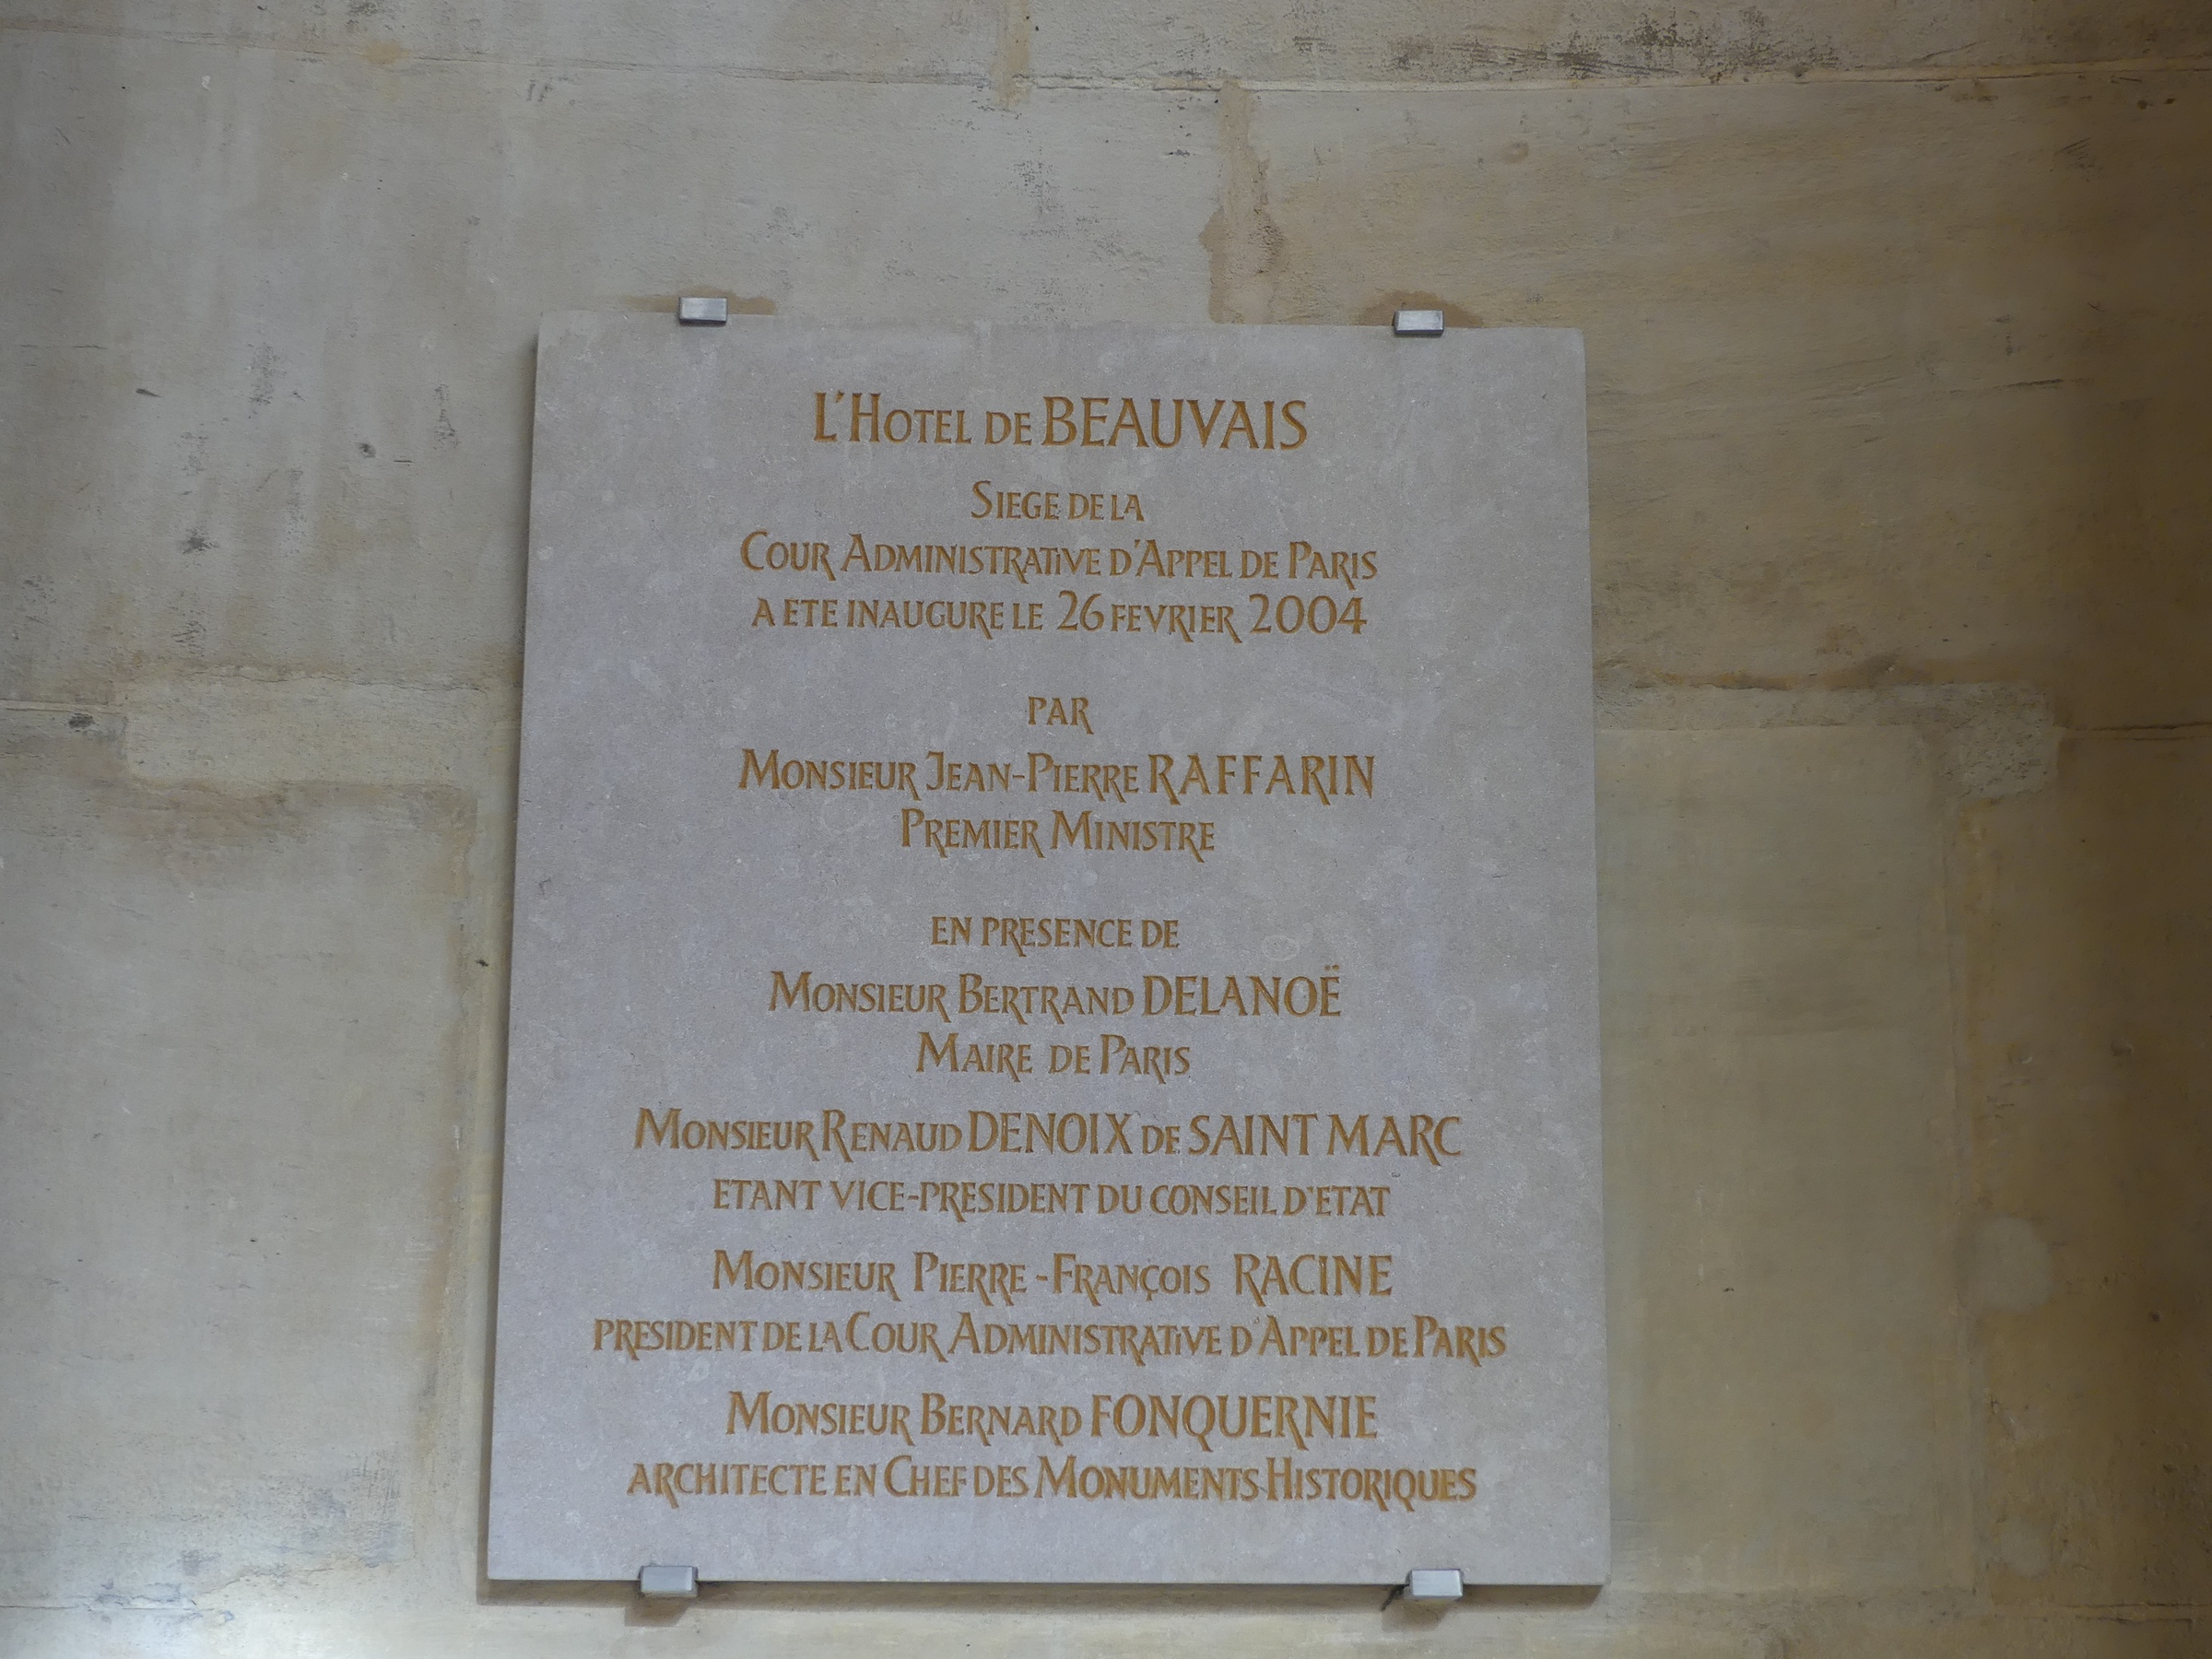 L'HOTEL DE BEAUVAIS
SIEGE DE LA
COUR ADMINISTRATIVE D'APPEL DE PARIS
A ETE INAUGURE LE 26 FEVRIER 2004
PAR
MONSIEUR JEAN-PIERRE RAFFARIN
PREMIER MINISTRE
EN PRESENCE DE
MONSIEUR BERTRAND DELANOË
MAIRE DE PARIS
MONSIEUR RENAUD DENOIX DE SAINT MARC
ETANT VICE-PRESIDENT DU CONSEIL D'ETAT
MONSIEUR PIERRE-FRANÇOIS RACINE
PRESIDENT DE LA COUR ADMINISTRATIVE D'APPEL DE PARIS
MONSIEUR BERNARD FONQUERNIE
ARCHITECTE EN CHEF DES MONUMENTS HISTORIQUES